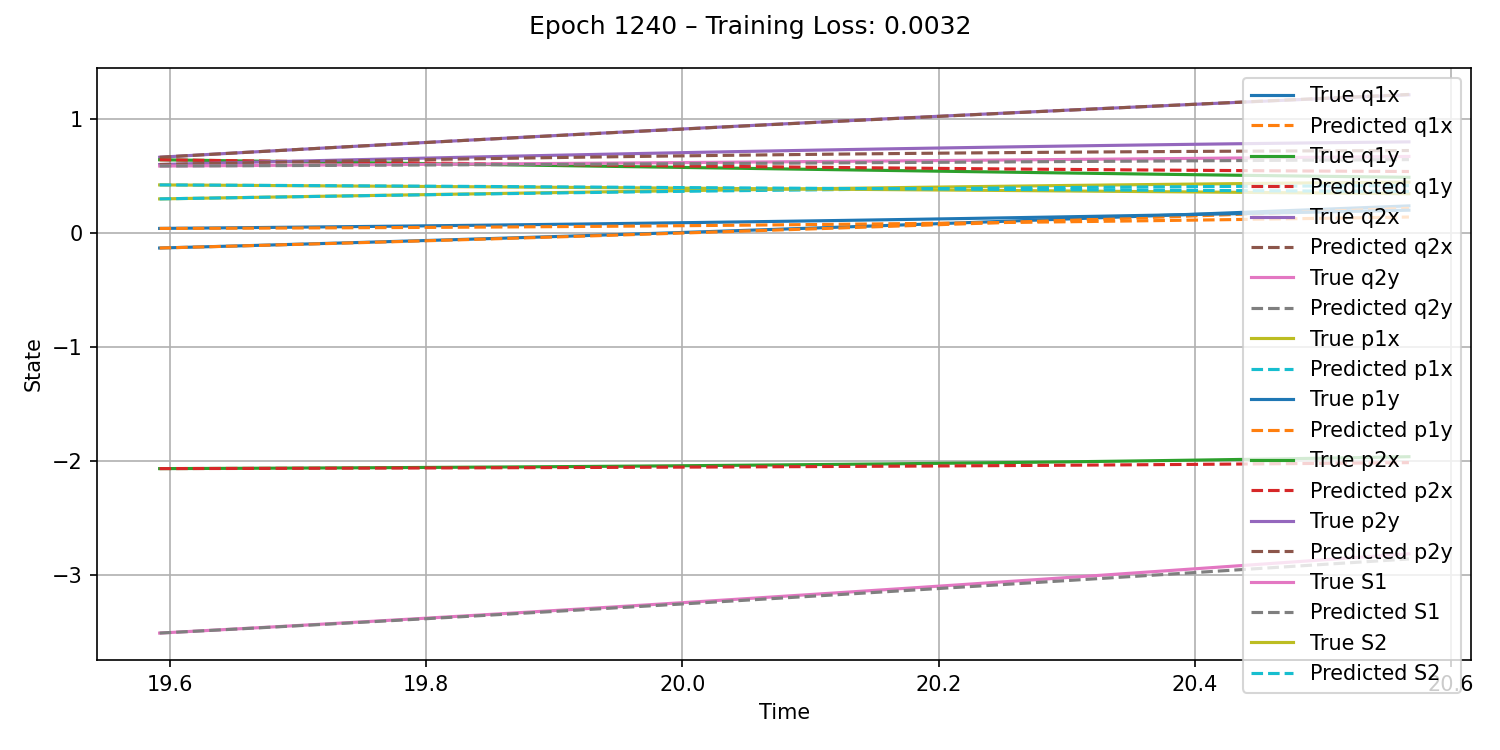 Epoch 1240 – Training Loss: 0.0032
1
0
−1
−2
−3
State
True q1x
Predicted q1x
True q1y
Predicted q1y
True q2x
Predicted q2x
True q2y
Predicted q2y
True p1x
Predicted p1x
True p1y
Predicted p1y
True p2x
Predicted p2x
True p2y
Predicted p2y
True S1
Predicted S1
True S2
Predicted S2
19.6 19.8 20.0 20.2 20.4 20.6
Time